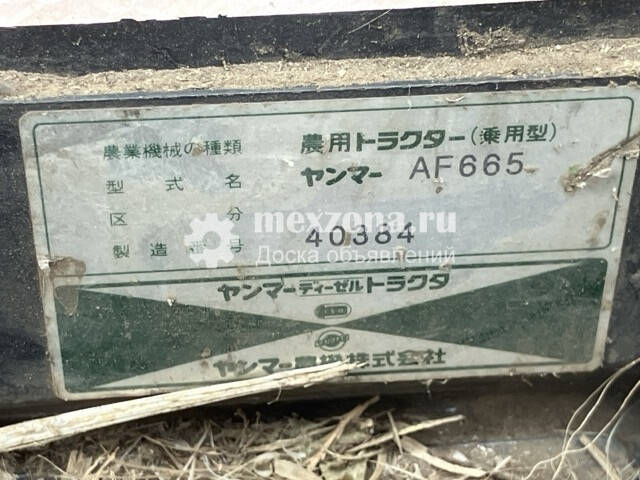 農業機械の種類 農用トラクター(乗用型)
型式名 ヤンマー AF665
区分
製造番号 40384
mexzona.ru
Доска объявлений
ヤンマーディーゼルトラクタ
ヤンマー農機株式会社